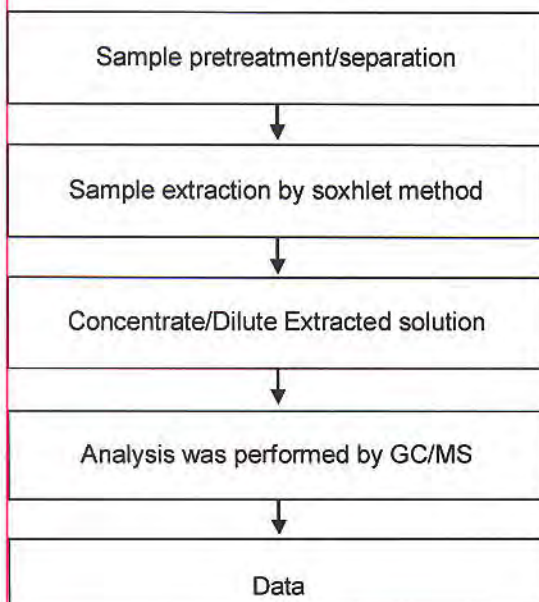 Sample pretreatment/separation
Sample extraction by soxhlet method
Concentrate/Dilute Extracted solution
Analysis was performed by GC/MS
Data